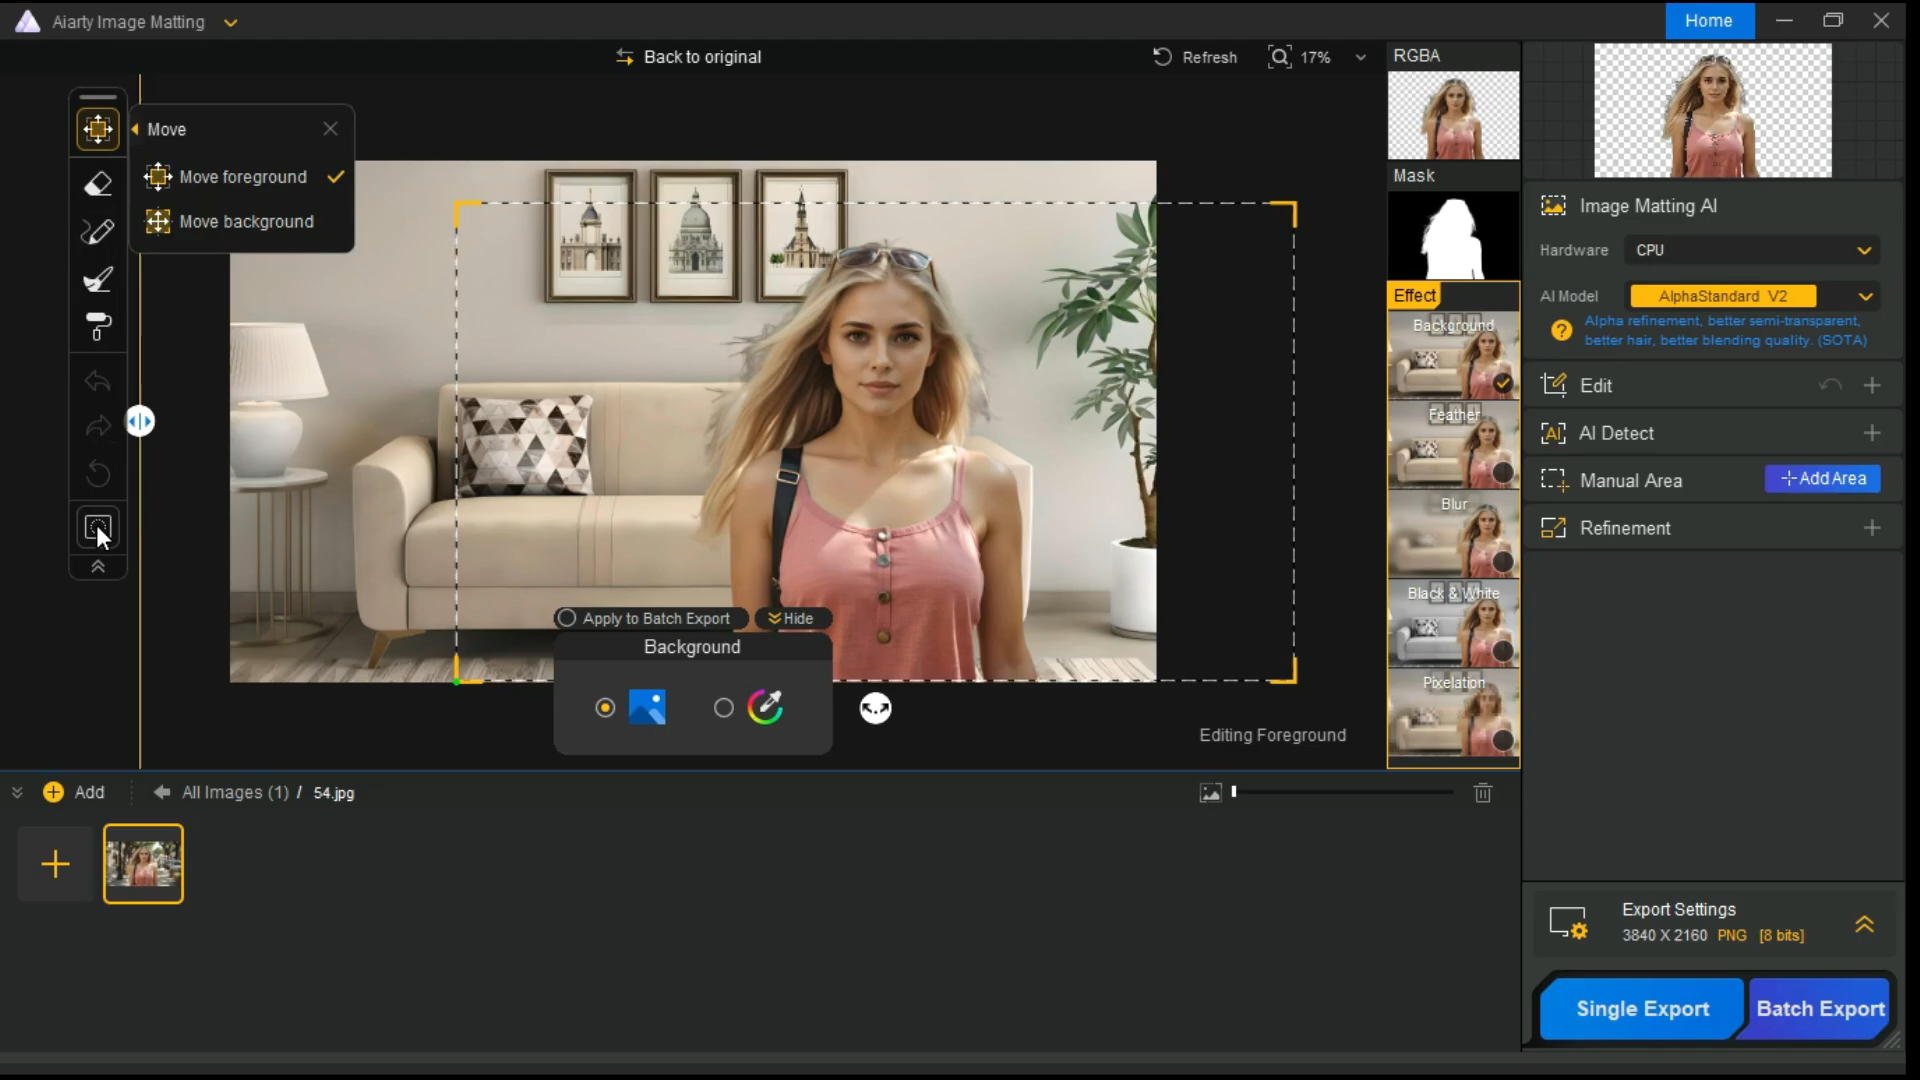 Aiarty Image Matting
Home
Back to original
Refresh
17%
RGBA
Move
Move foreground
Move background
Mask
Effect
Background
Feather
Blur
Black & White
Pixelation
Image Matting AI
Hardware
CPU
AI Model
AlphaStandard V2
Alpha refinement, better semi-transparent,
better hair, better blending quality. (SOTA)
Edit
AI Detect
Manual Area
Add Area
Refinement
Apply to Batch Export
Hide
Background
Editing Foreground
Add
All Images (1) / 54.jpg
Export Settings
3840 X 2160 PNG [8 bits]
Single Export
Batch Export